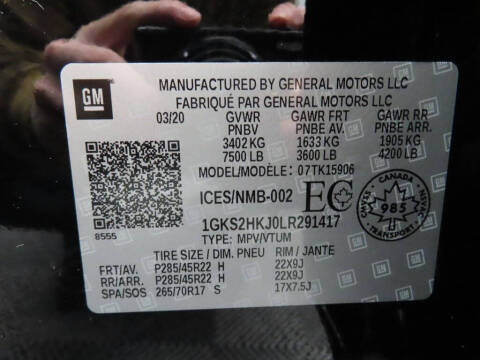 GM
MANUFACTURED BY GENERAL MOTORS LLC
FABRIQUÉ PAR GENERAL MOTORS LLC
03/20 GVWR GAWR FRT GAWR RR
PNBV PNBE AV. PNBE ARR.
3402 KG 1633 KG 1905 KG
7500 LB 3600 LB 4200 LB
MODEL/MODÈLE: 07TK15906
ICES/NMB-002 EC
CANADA
985
TRANSPORT
8555
1GKS2HKJ0LR291417
TYPE: MPV/VTUM
TIRE SIZE / DIM. PNEU RIM / JANTE
FRT/AV. P285/45R22 H 22X9J
RR/ARR. P285/45R22 H 22X9J
SPA/SOS 265/70R17 S 17X7.5J